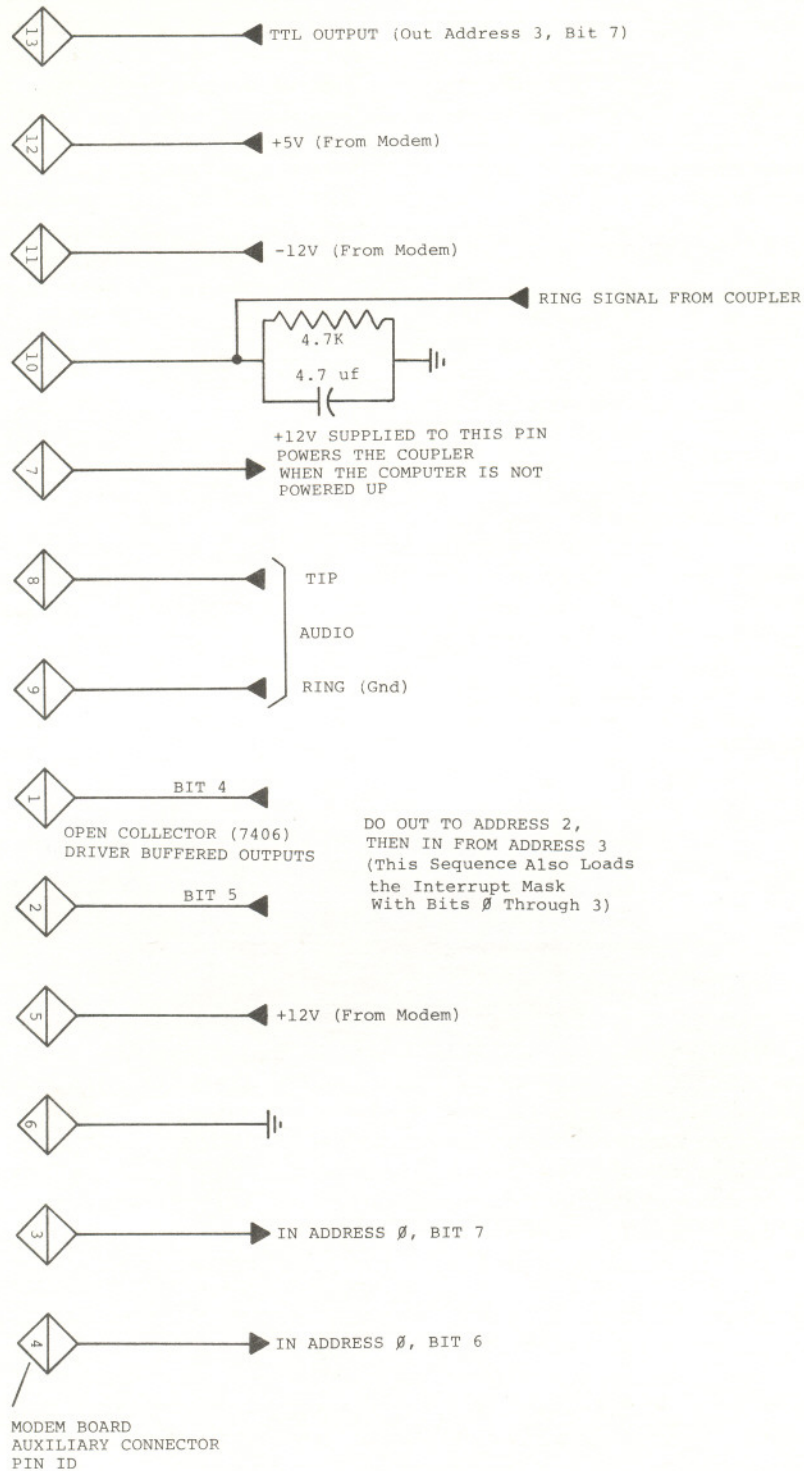 13 TTL OUTPUT (Out Address 3, Bit 7)
12 +5V (From Modem)
11 -12V (From Modem)
RING SIGNAL FROM COUPLER
4.7K
10
4.7 uf
+12V SUPPLIED TO THIS PIN
POWERS THE COUPLER
7
WHEN THE COMPUTER IS NOT
POWERED UP
8 TIP
AUDIO
9 RING (Gnd)
1 BIT 4
OPEN COLLECTOR (7406)
DRIVER BUFFERED OUTPUTS
DO OUT TO ADDRESS 2,
THEN IN FROM ADDRESS 3
(This Sequence Also Loads
the Interrupt Mask
With Bits Ø Through 3)
2 BIT 5
5 +12V (From Modem)
6
3 IN ADDRESS Ø, BIT 7
4 IN ADDRESS Ø, BIT 6
MODEM BOARD
AUXILIARY CONNECTOR
PIN ID